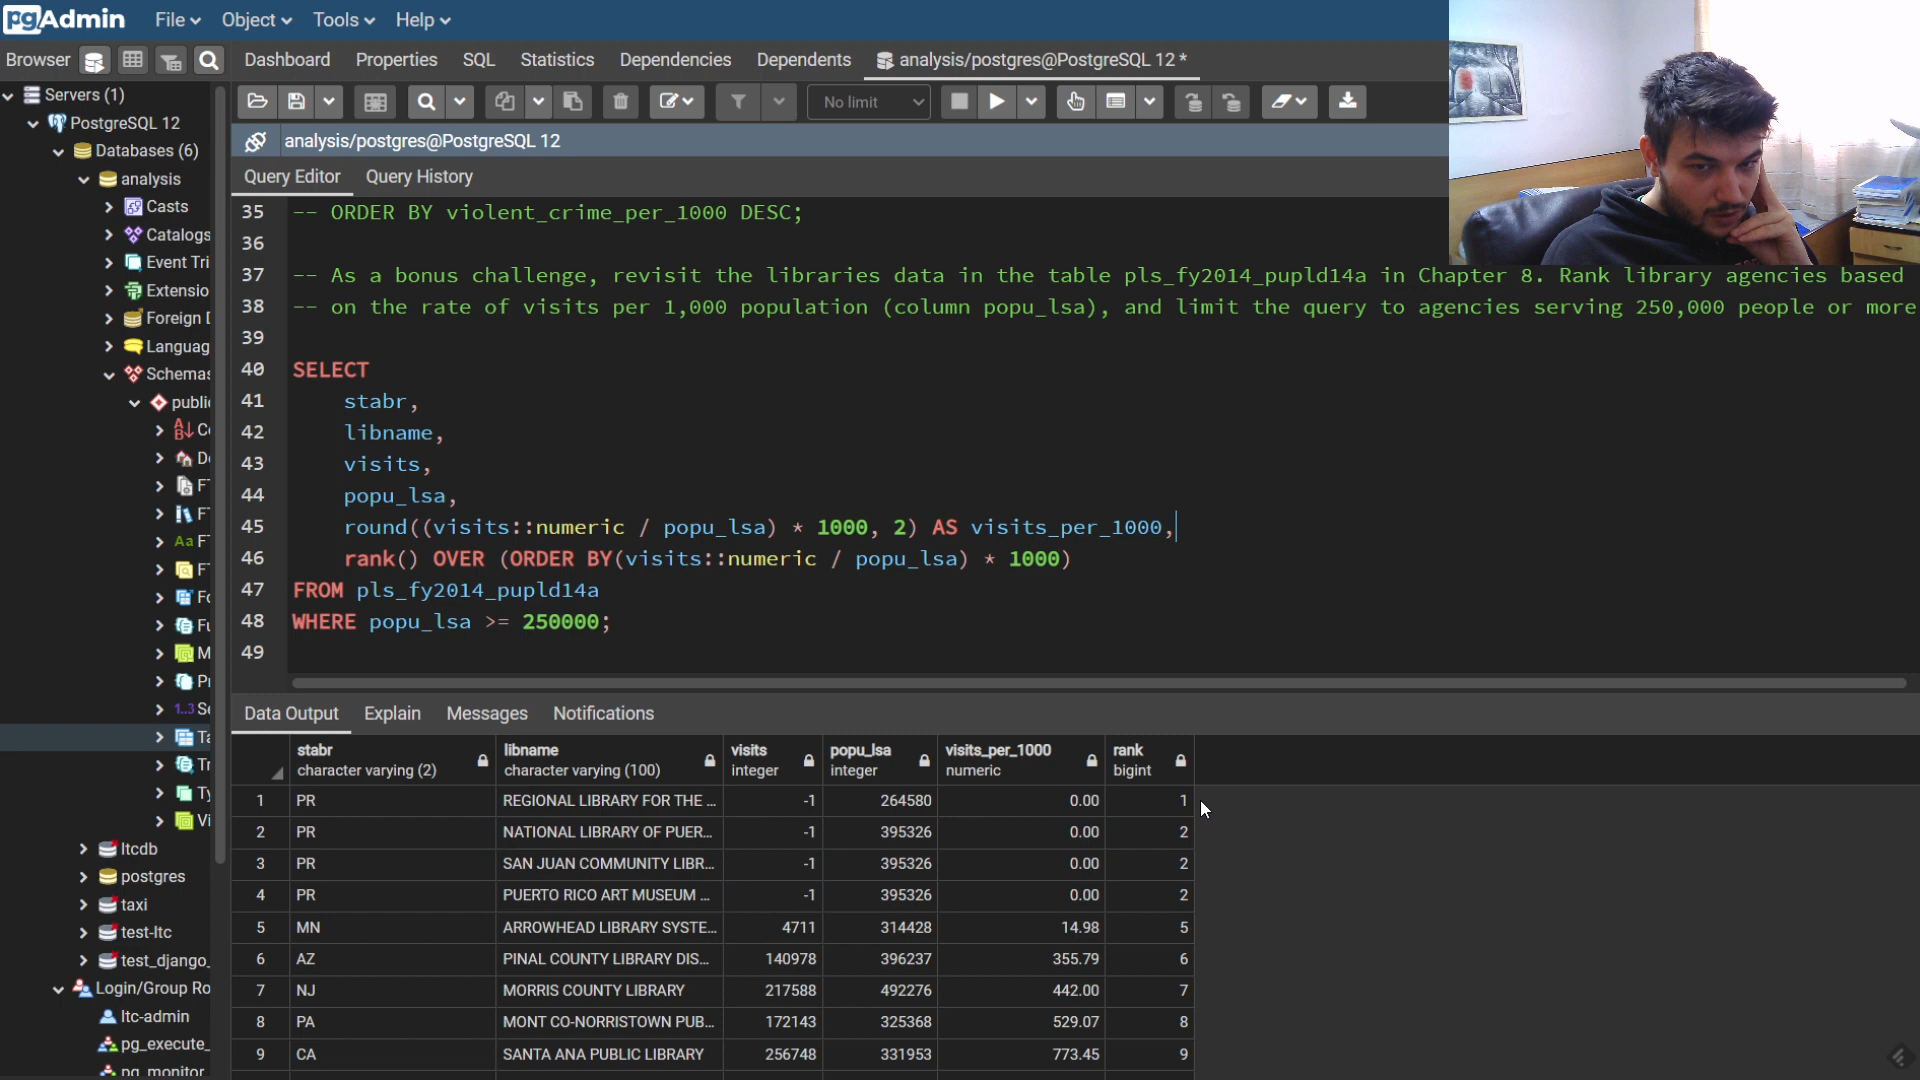 pgAdmin File Object Tools Help
Browser Dashboard Properties SQL Statistics Dependencies Dependents analysis/postgres@PostgreSQL 12 *
No limit
analysis/postgres@PostgreSQL 12
Query Editor Query History
Servers (1)
PostgreSQL 12
Databases (6)
analysis
Casts
Catalogs
Event Tri
Extensio
Foreign D
Languag
Schemas
public
ltcdb
postgres
taxi
test-ltc
test_django_
Login/Group Ro
ltc-admin
pg_execute_
pg_monitor
35 -- ORDER BY violent_crime_per_1000 DESC;
36
37 -- As a bonus challenge, revisit the libraries data in the table pls_fy2014_pupld14a in Chapter 8. Rank library agencies based
38 -- on the rate of visits per 1,000 population (column popu_lsa), and limit the query to agencies serving 250,000 people or more
39
40 SELECT
41 stabr,
42 libname,
43 visits,
44 popu_lsa,
45 round((visits::numeric / popu_lsa) * 1000, 2) AS visits_per_1000,
46 rank() OVER (ORDER BY(visits::numeric / popu_lsa) * 1000)
47 FROM pls_fy2014_pupld14a
48 WHERE popu_lsa >= 250000;
49
Data Output Explain Messages Notifications
stabr libname visits popu_lsa visits_per_1000 rank
character varying (2) character varying (100) integer integer numeric bigint
1 PR REGIONAL LIBRARY FOR THE ... -1 264580 0.00 1
2 PR NATIONAL LIBRARY OF PUER... -1 395326 0.00 2
3 PR SAN JUAN COMMUNITY LIBR... -1 395326 0.00 2
4 PR PUERTO RICO ART MUSEUM ... -1 395326 0.00 2
5 MN ARROWHEAD LIBRARY SYSTE... 4711 314428 14.98 5
6 AZ PINAL COUNTY LIBRARY DIS... 140978 396237 355.79 6
7 NJ MORRIS COUNTY LIBRARY 217588 492276 442.00 7
8 PA MONT CO-NORRISTOWN PUB... 172143 325368 529.07 8
9 CA SANTA ANA PUBLIC LIBRARY 256748 331953 773.45 9